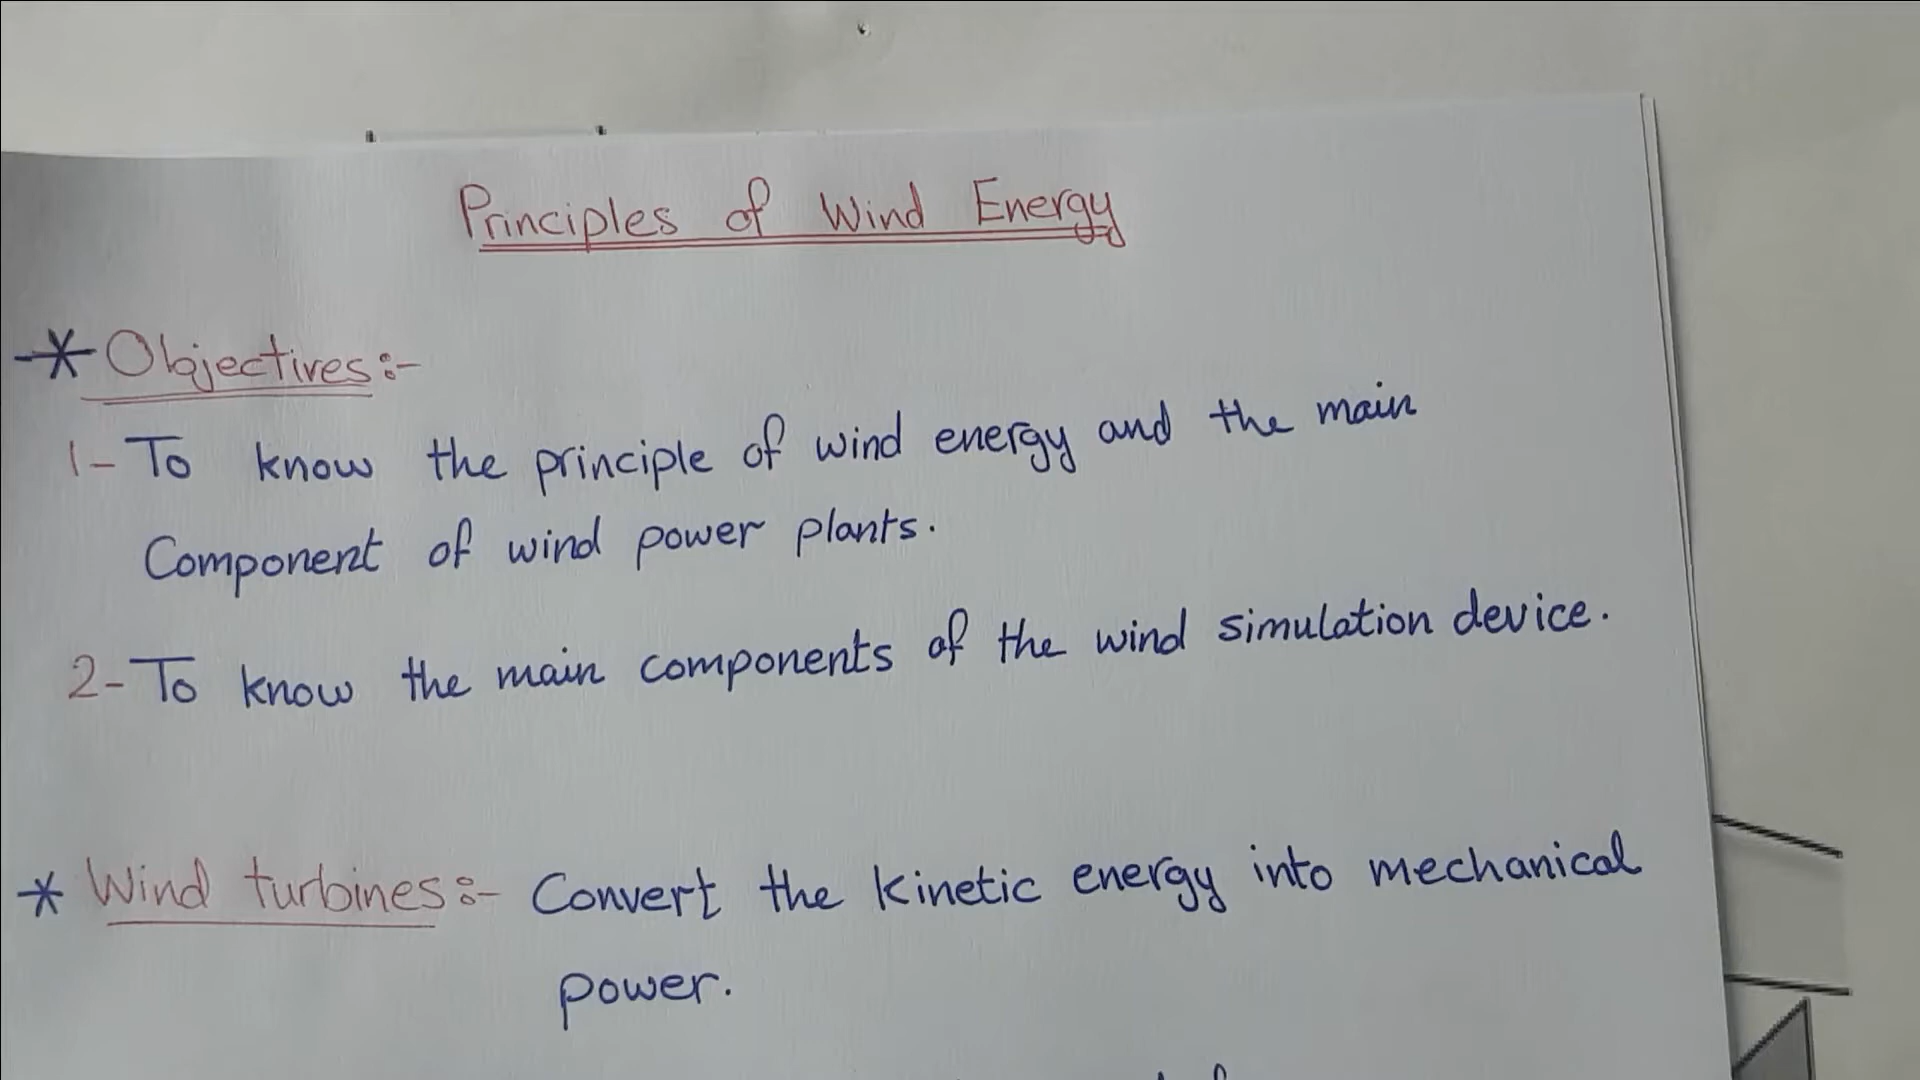 Principles of Wind Energy
* Objectives:-
1- To know the principle of wind energy and the main
Component of wind power plants.
2- To know the main components of the wind simulation device.
* Wind turbines:- Convert the Kinetic energy into mechanical
power.